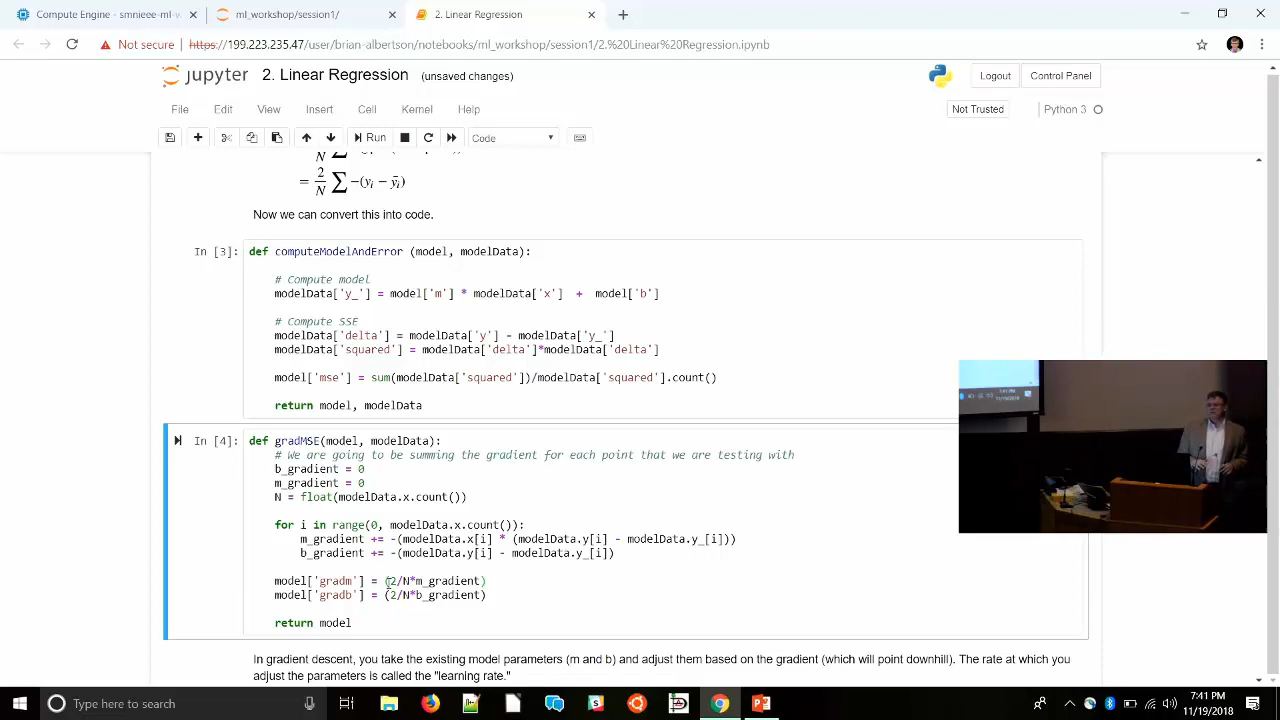 Compute Engine - smnieee-ml-v
ml_workshop/session1/
2. Linear Regression
Not secure
https://199.223.235.47/user/brian-albertson/notebooks/ml_workshop/session1/2.%20Linear%20Regression.ipynb
jupyter 2. Linear Regression (unsaved changes)
Logout
Control Panel
File Edit View Insert Cell Kernel Help
Not Trusted
Python 3
Run
Code
N
= 2/N ∑ −(yi − ȳi)
Now we can convert this into code.
In [3]: def computeModelAndError (model, modelData):
# Compute model
modelData['y_'] = model['m'] * modelData['x'] + model['b']
# Compute SSE
modelData['delta'] = modelData['y'] - modelData['y_']
modelData['squared'] = modelData['delta']*modelData['delta']
model['mse'] = sum(modelData['squared'])/modelData['squared'].count()
return model, modelData
In [4]: def gradMSE(model, modelData):
# We are going to be summing the gradient for each point that we are testing with
b_gradient = 0
m_gradient = 0
N = float(modelData.x.count())
for i in range(0, modelData.x.count()):
m_gradient += -(modelData.x[i] * (modelData.y[i] - modelData.y_[i]))
b_gradient += -(modelData.y[i] - modelData.y_[i])
model['gradm'] = (2/N*m_gradient)
model['gradb'] = (2/N*b_gradient)
return model
In gradient descent, you take the existing model parameters (m and b) and adjust them based on the gradient (which will point downhill). The rate at which you
adjust the parameters is called the "learning rate."
Type here to search
7:41 PM
11/19/2018